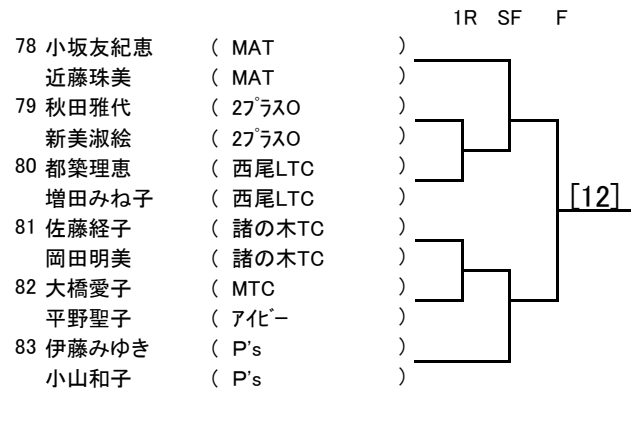 1R SF F
78 小坂友紀恵 ( MAT )
近藤珠美 ( MAT )
79 秋田雅代 ( 2プラスO )
新美淑絵 ( 2プラスO )
80 都築理恵 ( 西尾LTC )
増田みね子 ( 西尾LTC )
[12]
81 佐藤経子 ( 諸の木TC )
岡田明美 ( 諸の木TC )
82 大橋愛子 ( MTC )
平野聖子 ( アイビー )
83 伊藤みゆき ( P's )
小山和子 ( P's )